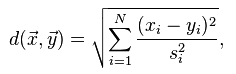 $d(\vec{x}, \vec{y}) = \sqrt{\sum_{i=1}^{N} \frac{(x_i - y_i)^2}{s_i^2}},$